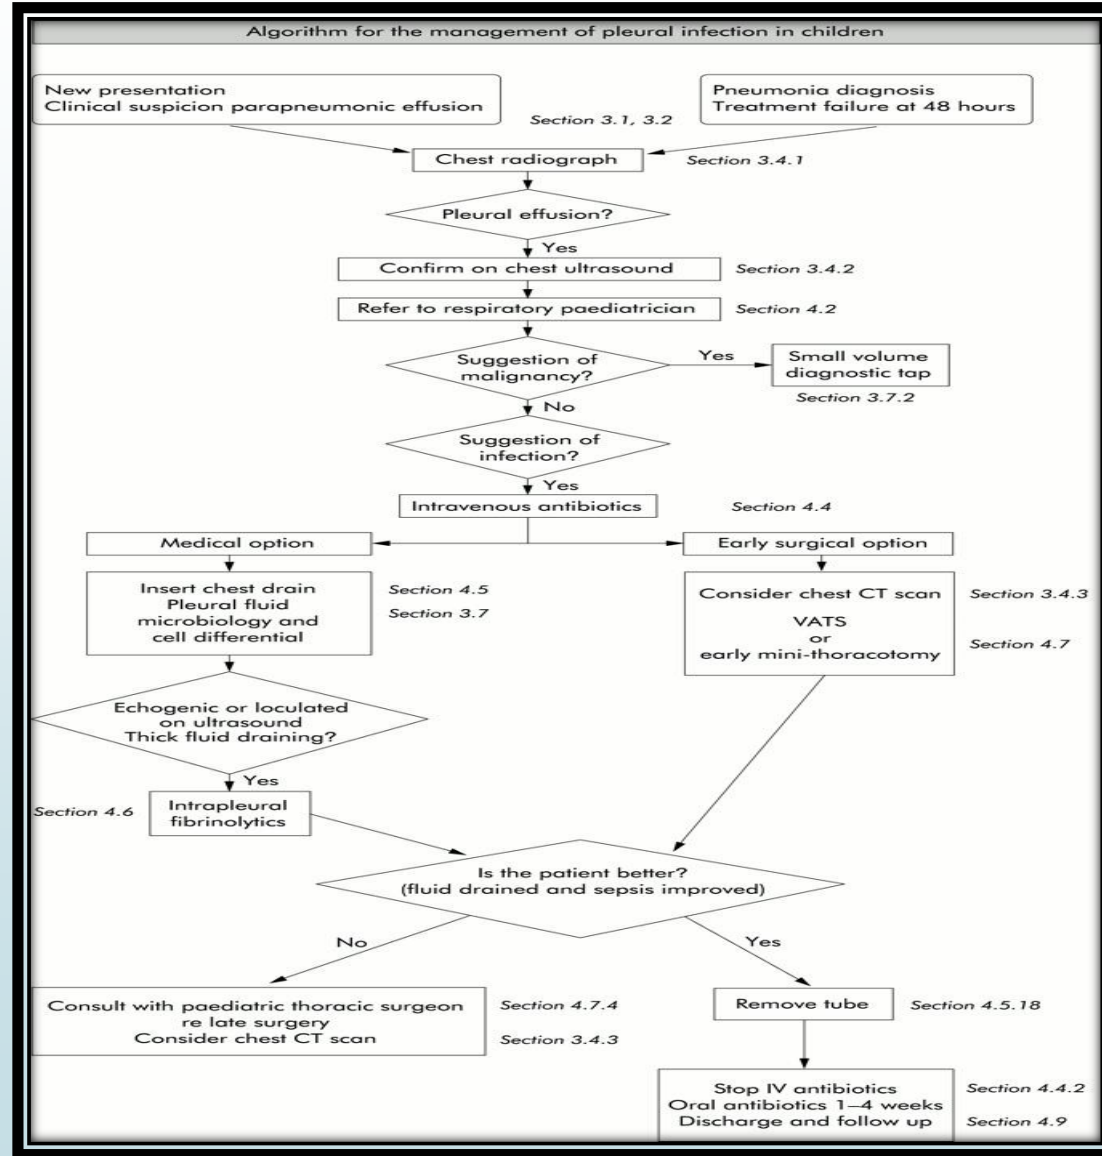 Algorithm for the management of pleural infection in children
New presentation
Clinical suspicion parapneumonic effusion
Pneumonia diagnosis
Treatment failure at 48 hours
Section 3.1, 3.2
Chest radiograph
Section 3.4.1
Pleural effusion?
Yes
Confirm on chest ultrasound
Section 3.4.2
Refer to respiratory paediatrician
Section 4.2
Suggestion of
malignancy?
Yes
Small volume
diagnostic tap
Section 3.7.2
No
Suggestion of
infection?
Yes
Intravenous antibiotics
Section 4.4
Medical option
Early surgical option
Insert chest drain
Pleural fluid
microbiology and
cell differential
Section 4.5
Section 3.7
Consider chest CT scan
VATS
or
early mini-thoracotomy
Section 3.4.3
Section 4.7
Echogenic or loculated
on ultrasound
Thick fluid draining?
Yes
Section 4.6
Intrapleural
fibrinolytics
Is the patient better?
(fluid drained and sepsis improved)
No
Yes
Consult with paediatric thoracic surgeon
re late surgery
Consider chest CT scan
Section 4.7.4
Section 3.4.3
Remove tube
Section 4.5.18
Stop IV antibiotics
Oral antibiotics 1–4 weeks
Discharge and follow up
Section 4.4.2
Section 4.9